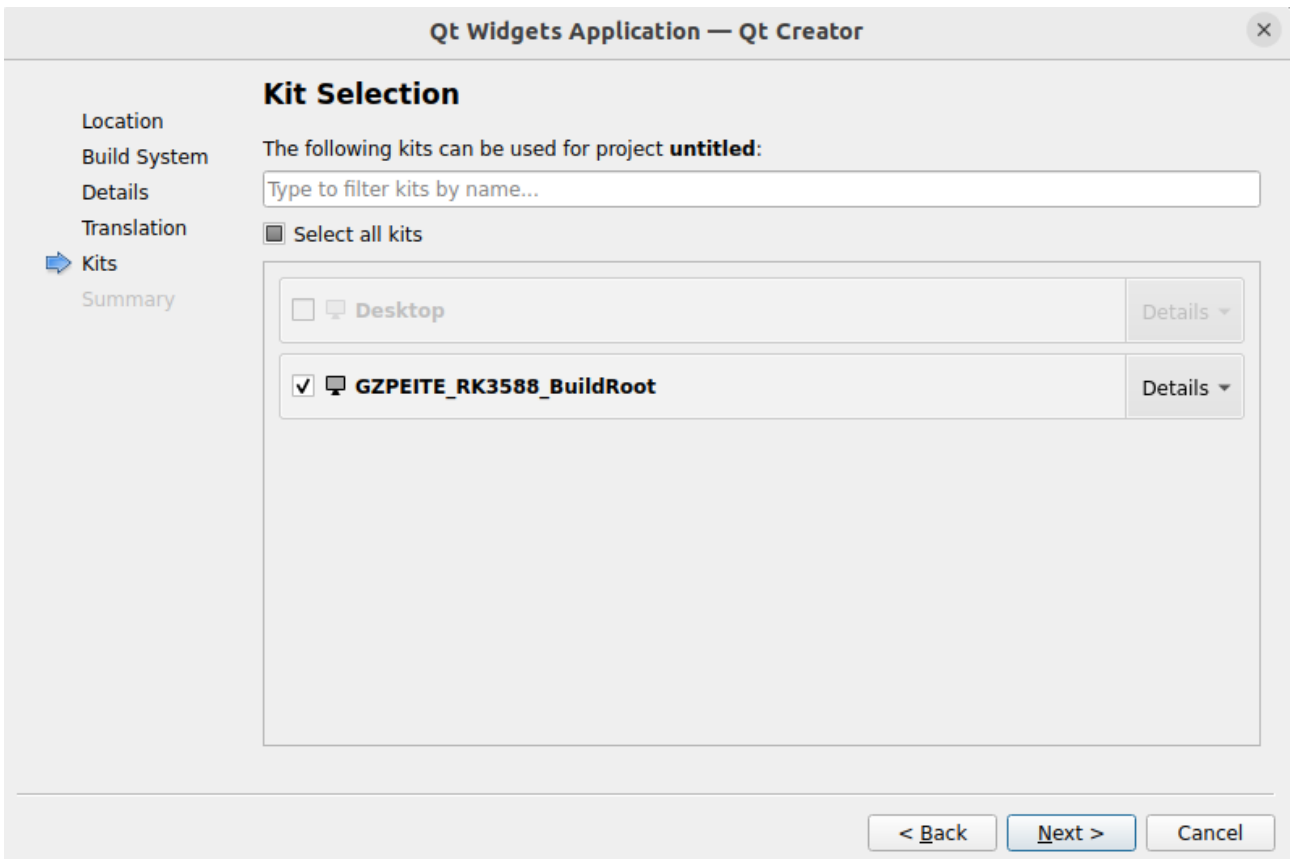 Qt Widgets Application — Qt Creator
Location
Build System
Details
Translation
Kits
Summary
Kit Selection
The following kits can be used for project untitled:
Type to filter kits by name...
Select all kits
Desktop
Details
GZPEITE_RK3588_BuildRoot
Details
< Back
Next >
Cancel